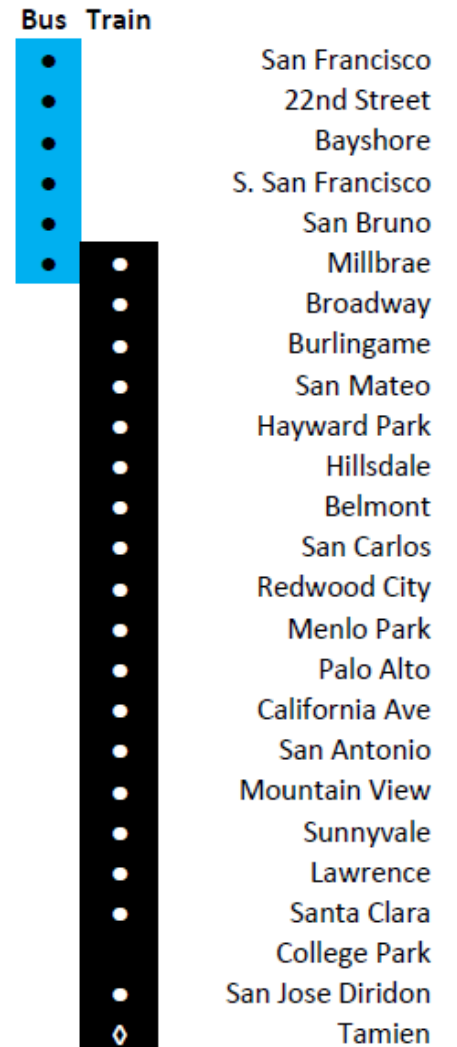 Bus Train
San Francisco
22nd Street
Bayshore
S. San Francisco
San Bruno
Millbrae
Broadway
Burlingame
San Mateo
Hayward Park
Hillsdale
Belmont
San Carlos
Redwood City
Menlo Park
Palo Alto
California Ave
San Antonio
Mountain View
Sunnyvale
Lawrence
Santa Clara
College Park
San Jose Diridon
Tamien